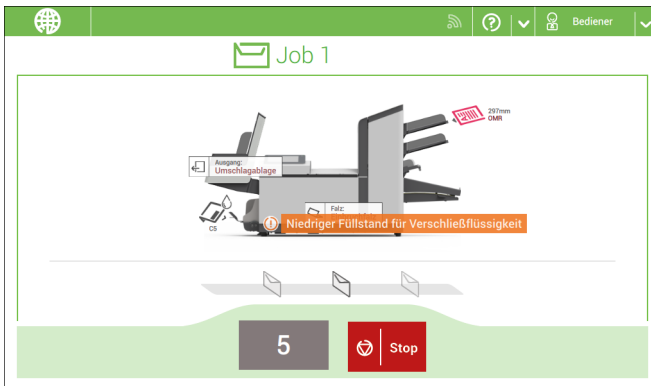 Bediener
Job 1
297mm
OMR
Ausgang:
Umschlagablage
Falz:
C5
Niedriger Füllstand für Verschließflüssigkeit
5
Stop